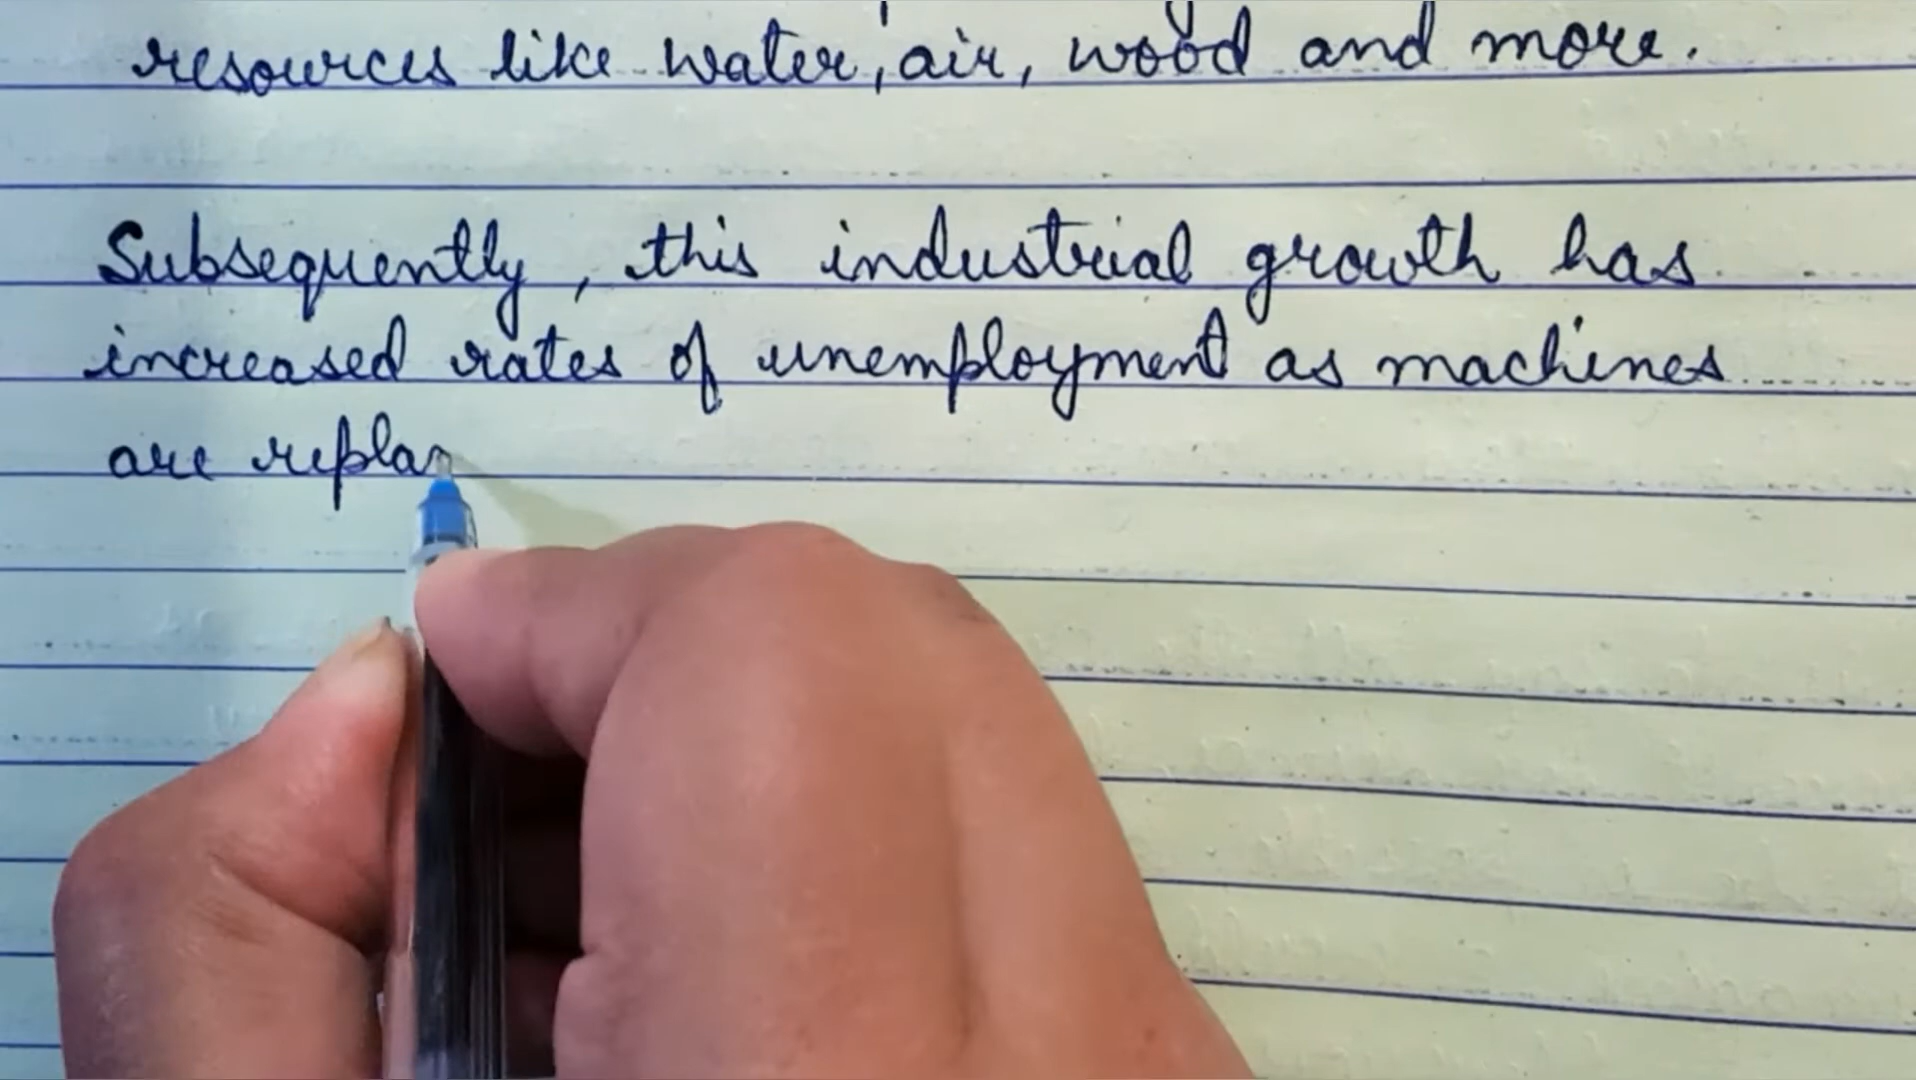 resources like water, air, wood and more.
Subsequently, this industrial growth has
increased rates of unemployment as machines
are repla